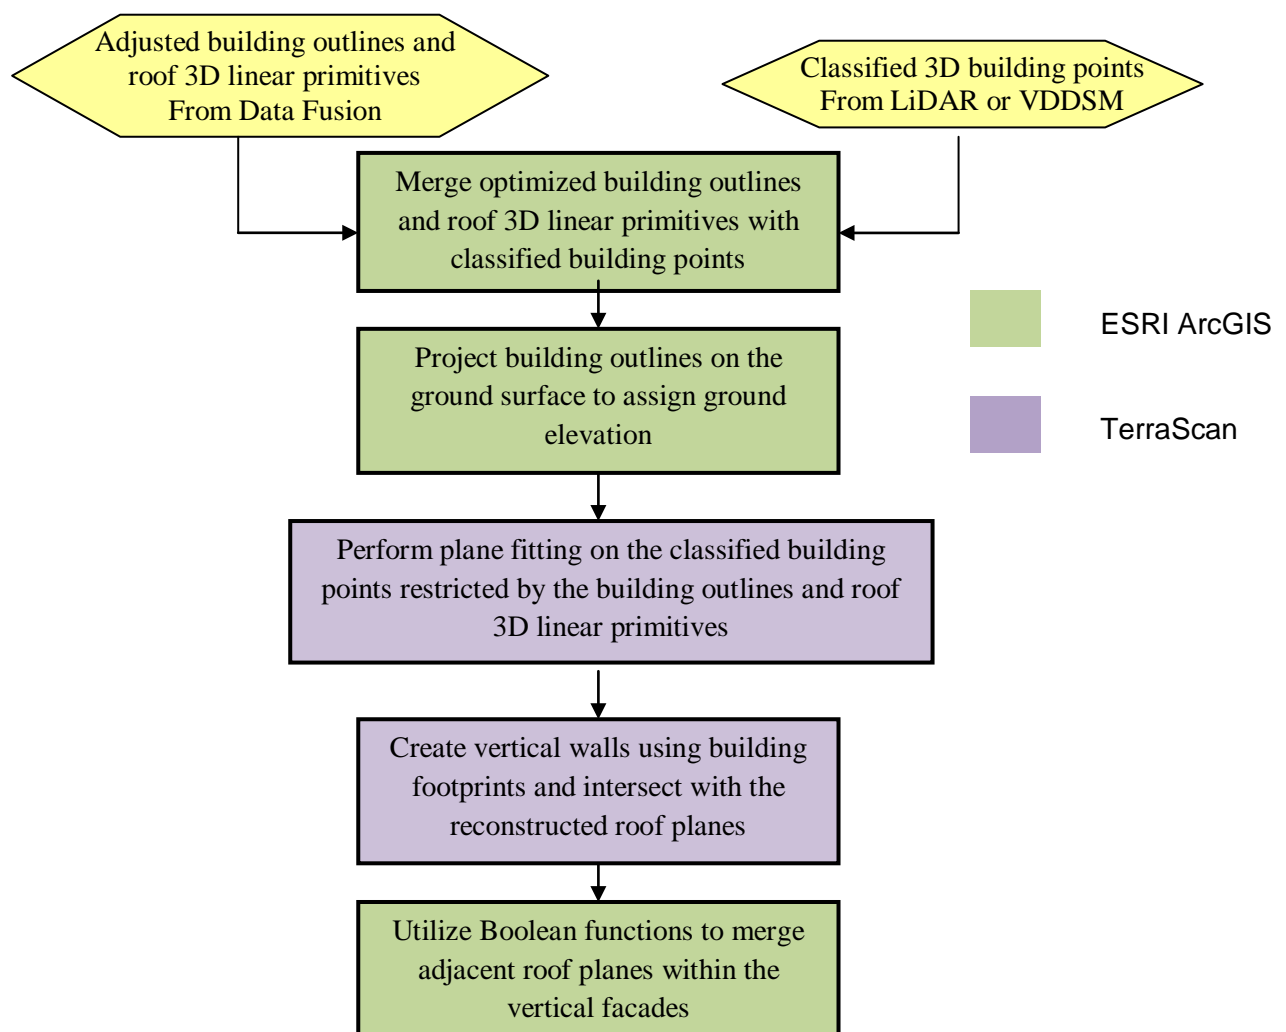 Adjusted building outlines and
roof 3D linear primitives
From Data Fusion
Classified 3D building points
From LiDAR or VDDSM
Merge optimized building outlines
and roof 3D linear primitives with
classified building points
ESRI ArcGIS
Project building outlines on the
ground surface to assign ground
elevation
TerraScan
Perform plane fitting on the classified building
points restricted by the building outlines and roof
3D linear primitives
Create vertical walls using building
footprints and intersect with the
reconstructed roof planes
Utilize Boolean functions to merge
adjacent roof planes within the
vertical facades